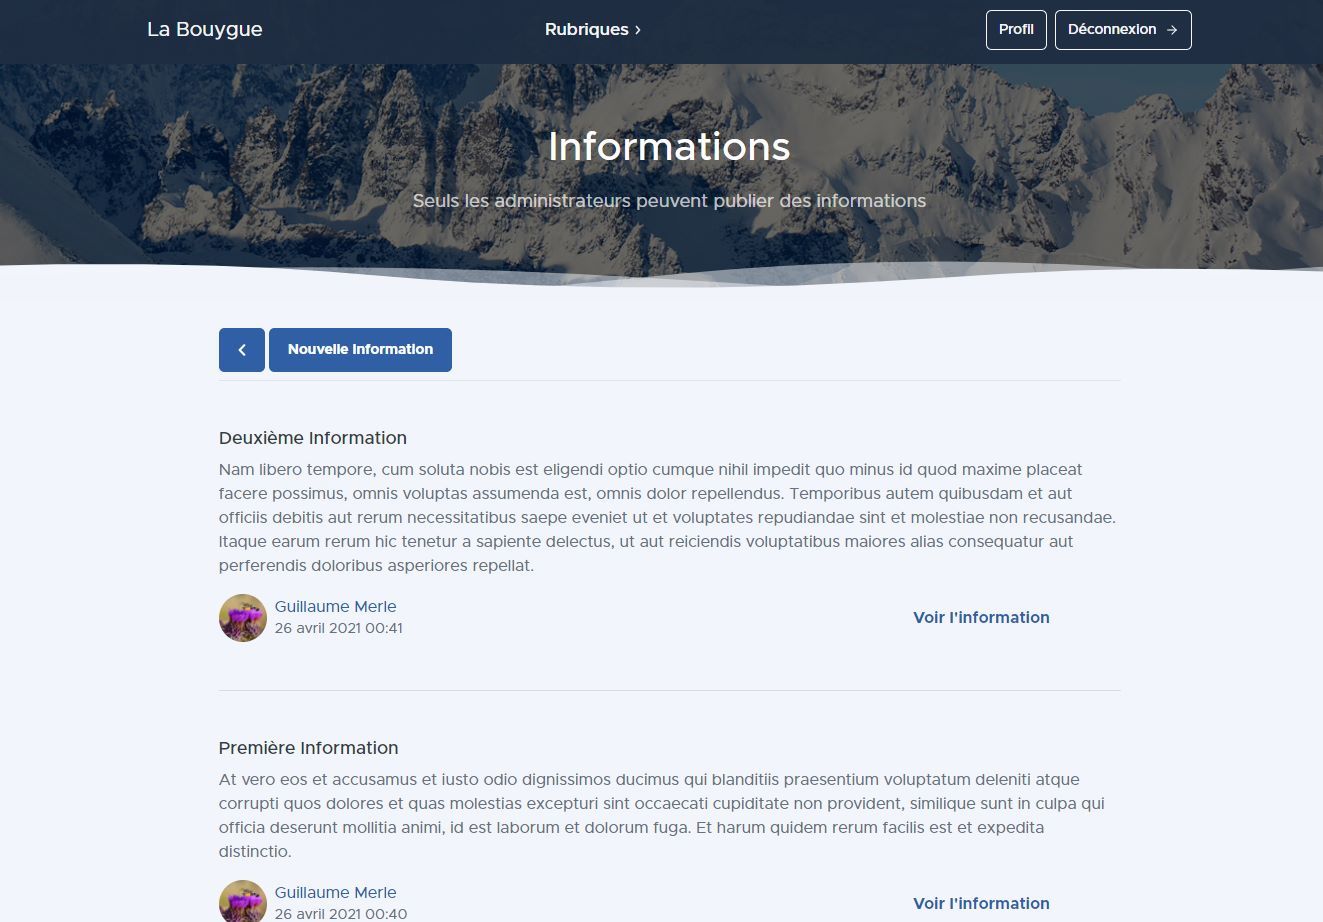 La Bouygue
Rubriques
Profil
Déconnexion
Informations
Seuls les administrateurs peuvent publier des informations
Nouvelle Information
Deuxième Information
Nam libero tempore, cum soluta nobis est eligendi optio cumque nihil impedit quo minus id quod maxime placeat
facere possimus, omnis voluptas assumenda est, omnis dolor repellendus. Temporibus autem quibusdam et aut
officiis debitis aut rerum necessitatibus saepe eveniet ut et voluptates repudiandae sint et molestiae non recusandae.
Itaque earum rerum hic tenetur a sapiente delectus, ut aut reiciendis voluptatibus maiores alias consequatur aut
perferendis doloribus asperiores repellat.
Guillaume Merle
26 avril 2021 00:41
Voir l'information
Première Information
At vero eos et accusamus et iusto odio dignissimos ducimus qui blanditiis praesentium voluptatum deleniti atque
corrupti quos dolores et quas molestias excepturi sint occaecati cupiditate non provident, similique sunt in culpa qui
officia deserunt mollitia animi, id est laborum et dolorum fuga. Et harum quidem rerum facilis est et expedita
distinctio.
Guillaume Merle
26 avril 2021 00:40
Voir l'information